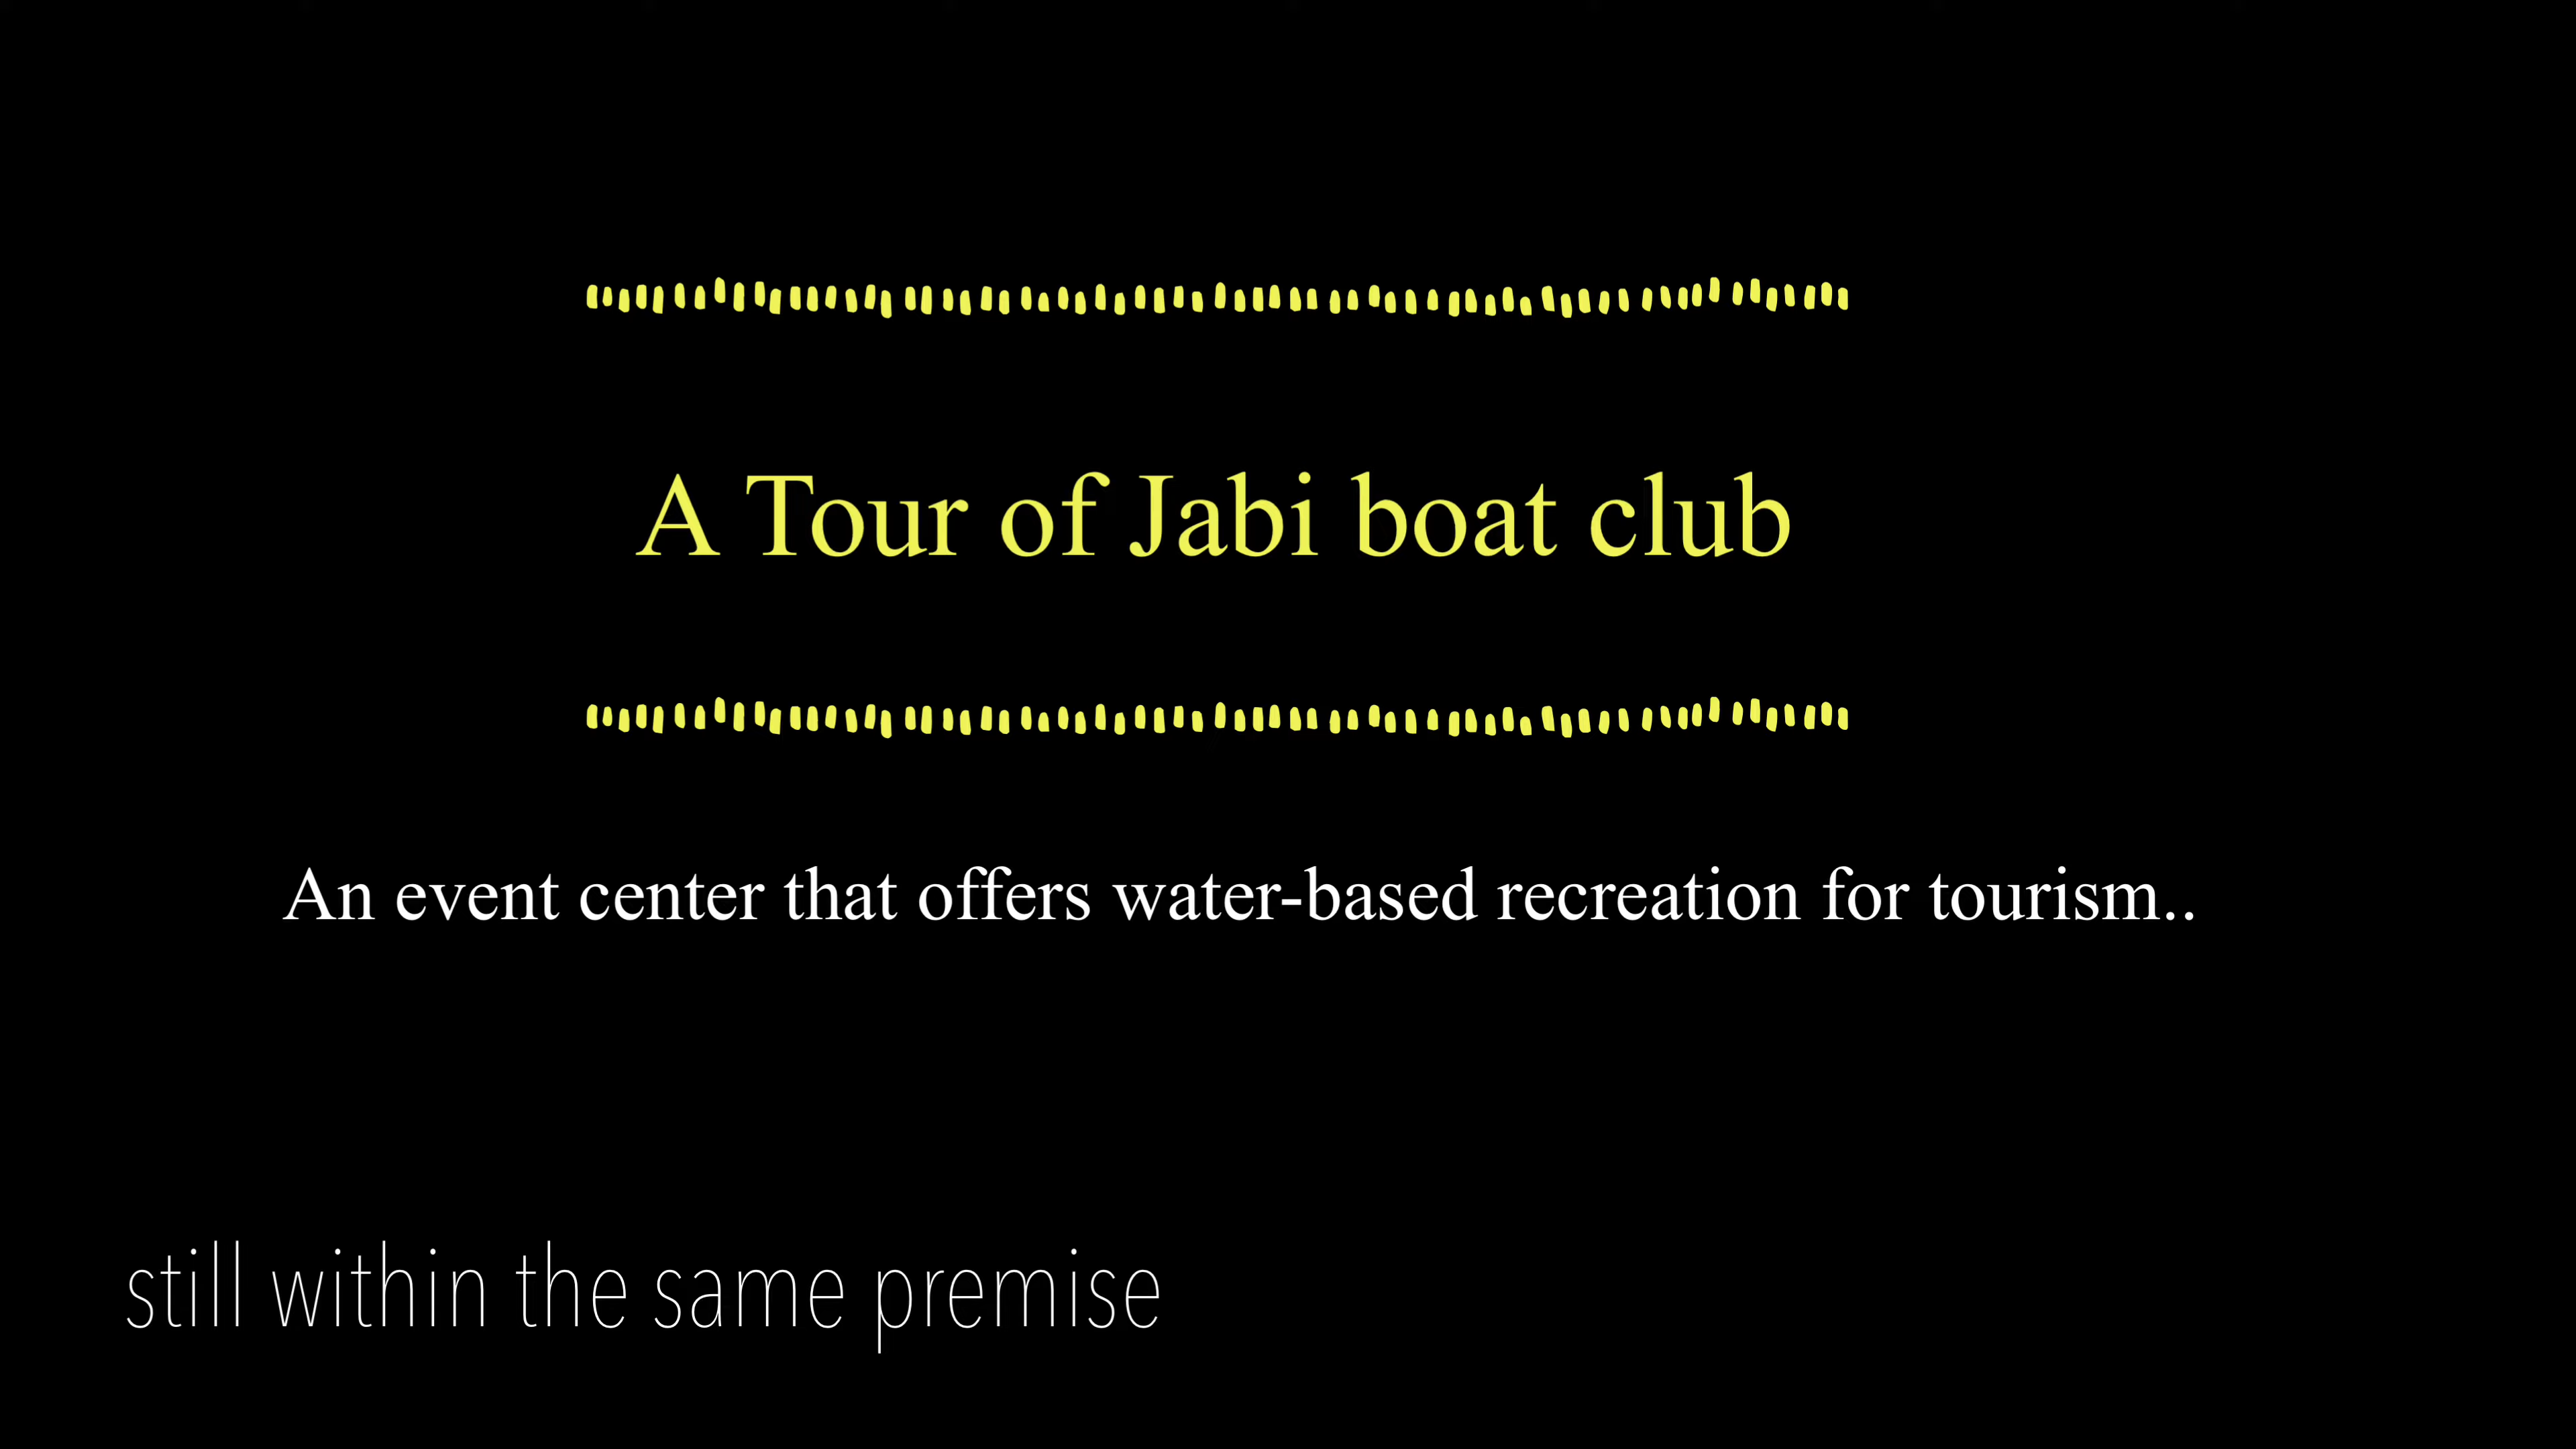 A Tour of Jabi boat club
An event center that offers water-based recreation for tourism..
still within the same premise